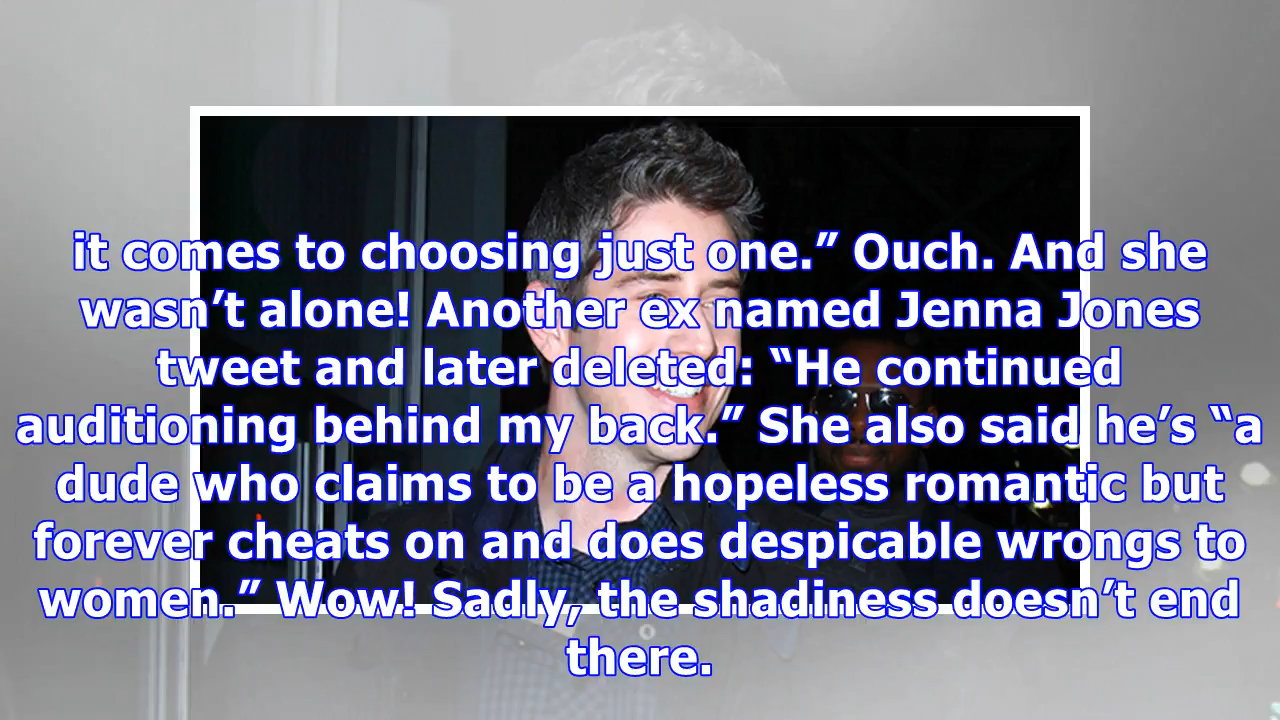 it comes to choosing just one.” Ouch. And she
wasn’t alone! Another ex named Jenna Jones
tweet and later deleted: “He continued
auditioning behind my back.” She also said he’s “a
dude who claims to be a hopeless romantic but
forever cheats on and does despicable wrongs to
women.” Wow! Sadly, the shadiness doesn’t end
there.